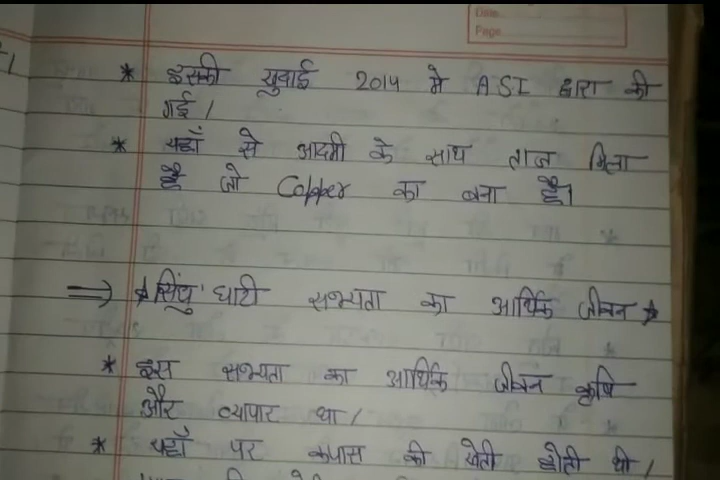 Date
Page
* इसकी खुदाई 2014 मे ASI द्वारा की
गई।
* यहाँ से आदमी के साथ ताज मिला
है जो Copper का बना है।
⇒ * सिंधु घाटी सभ्यता का आर्थिक जीवन *
* इस सभ्यता का आर्थिक जीवन कृषि
और व्यापार था।
* यहाँ पर कपास की खेती होती थी।